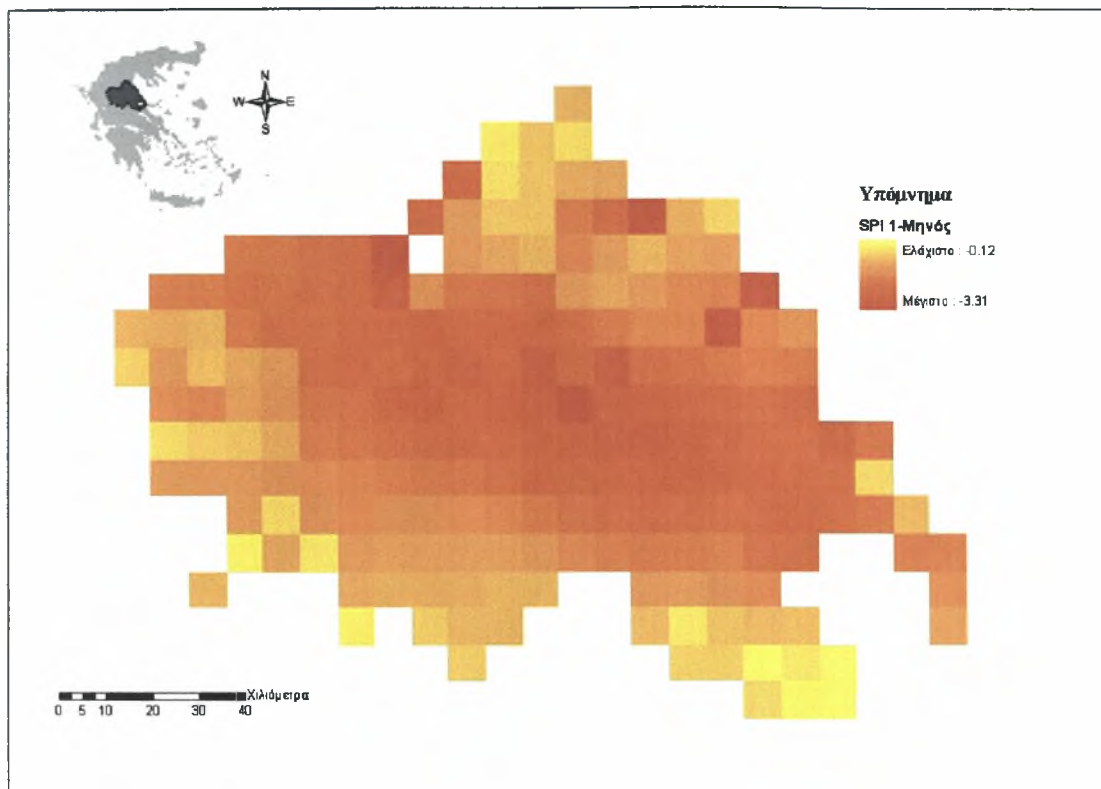 N
W E
S
Υπόμνημα
SPI 1-Μηνός
Ελάχιστο : -0.12
Μέγιστο : -3.31
Χιλιόμετρα
0 5 10 20 30 40